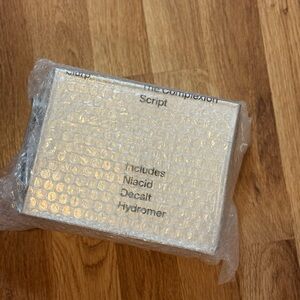 The Complexion
Script
Includes
Niacid
Decalt
Hydromer